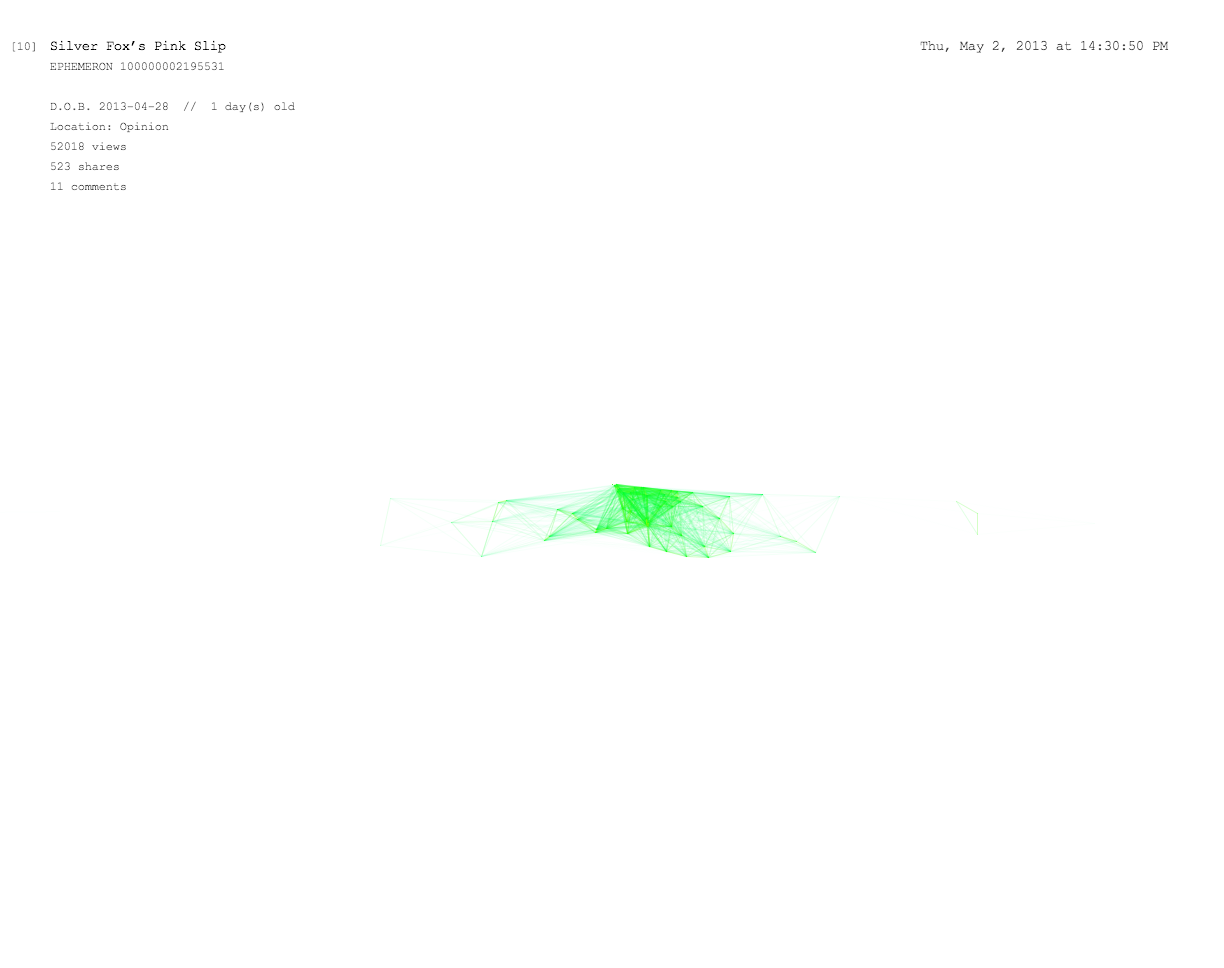 [10] Silver Fox’s Pink Slip
Thu, May 2, 2013 at 14:30:50 PM
EPHEMERON 100000002195531
D.O.B. 2013-04-28 // 1 day(s) old
Location: Opinion
52018 views
523 shares
11 comments